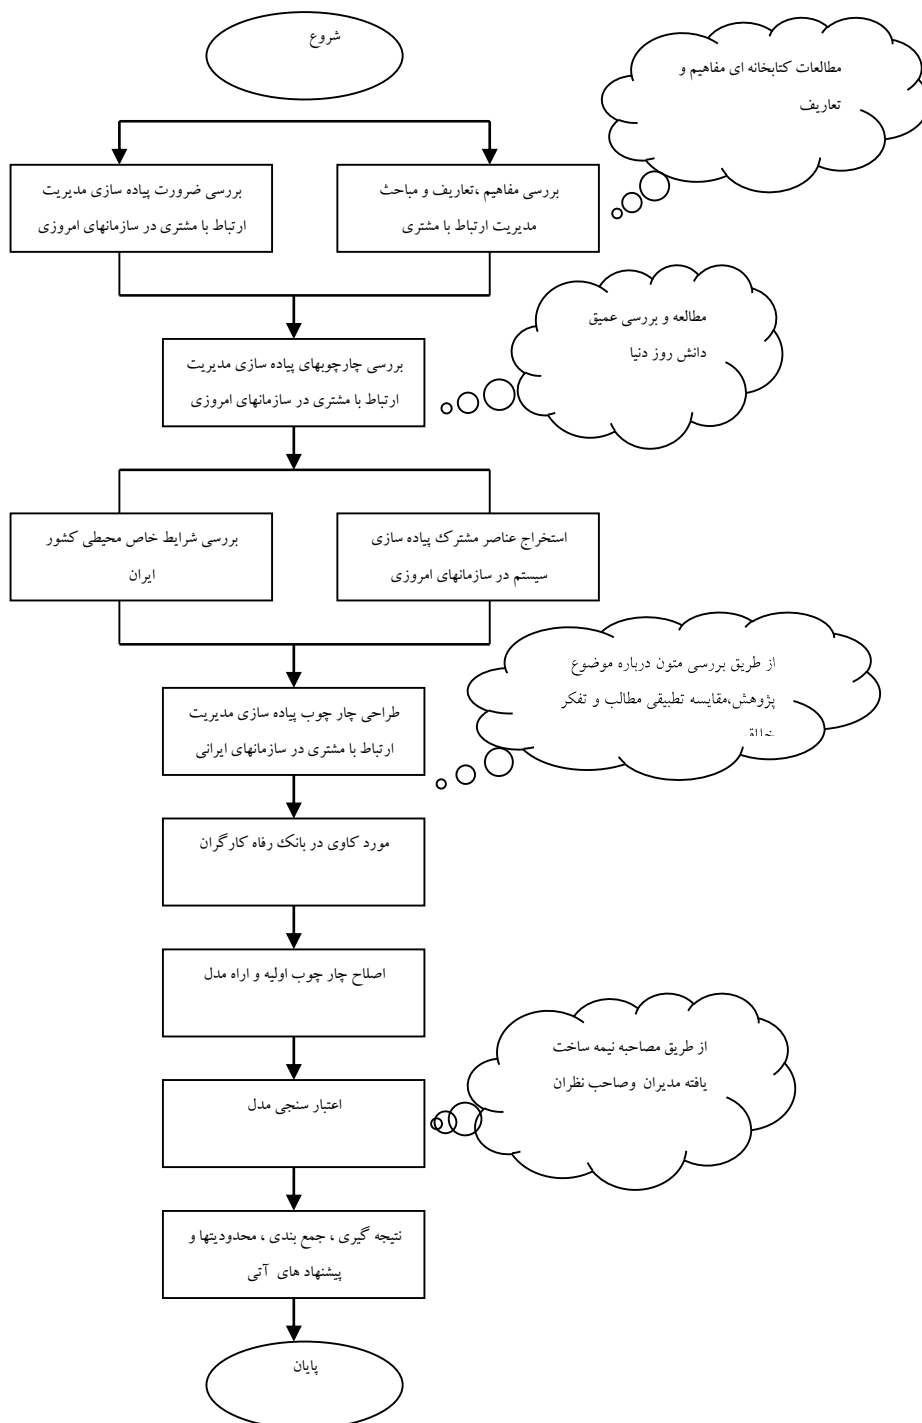 شروع
مطالعات کتابخانه ای مفاهیم و
تعاریف
بررسی مفاهیم ،تعاریف و مباحث
مدیریت ارتباط با مشتری
بررسی ضرورت پیاده سازی مدیریت
ارتباط با مشتری در سازمانهای امروزی
مطالعه و بررسی عمیق
دانش روز دنیا
بررسی چارچوبهای پیاده سازی مدیریت
ارتباط با مشتری در سازمانهای امروزی
استخراج عناصر مشترک پیاده سازی
سیستم در سازمانهای امروزی
بررسی شرایط خاص محیطی کشور
ایران
از طریق بررسی متون درباره موضوع
پژوهش،مقایسه تطبیقی مطالب و تفکر
طراحی چار چوب پیاده سازی مدیریت
ارتباط با مشتری در سازمانهای ایرانی
مورد کاوی در بانک رفاه کارگران
اصلاح چار چوب اولیه و اراه مدل
از طریق مصاحبه نیمه ساخت
یافته مدیران وصاحب نظران
اعتبار سنجی مدل
نتیجه گیری ، جمع بندی ، محدودیتها و
پیشنهاد های آتی
پایان